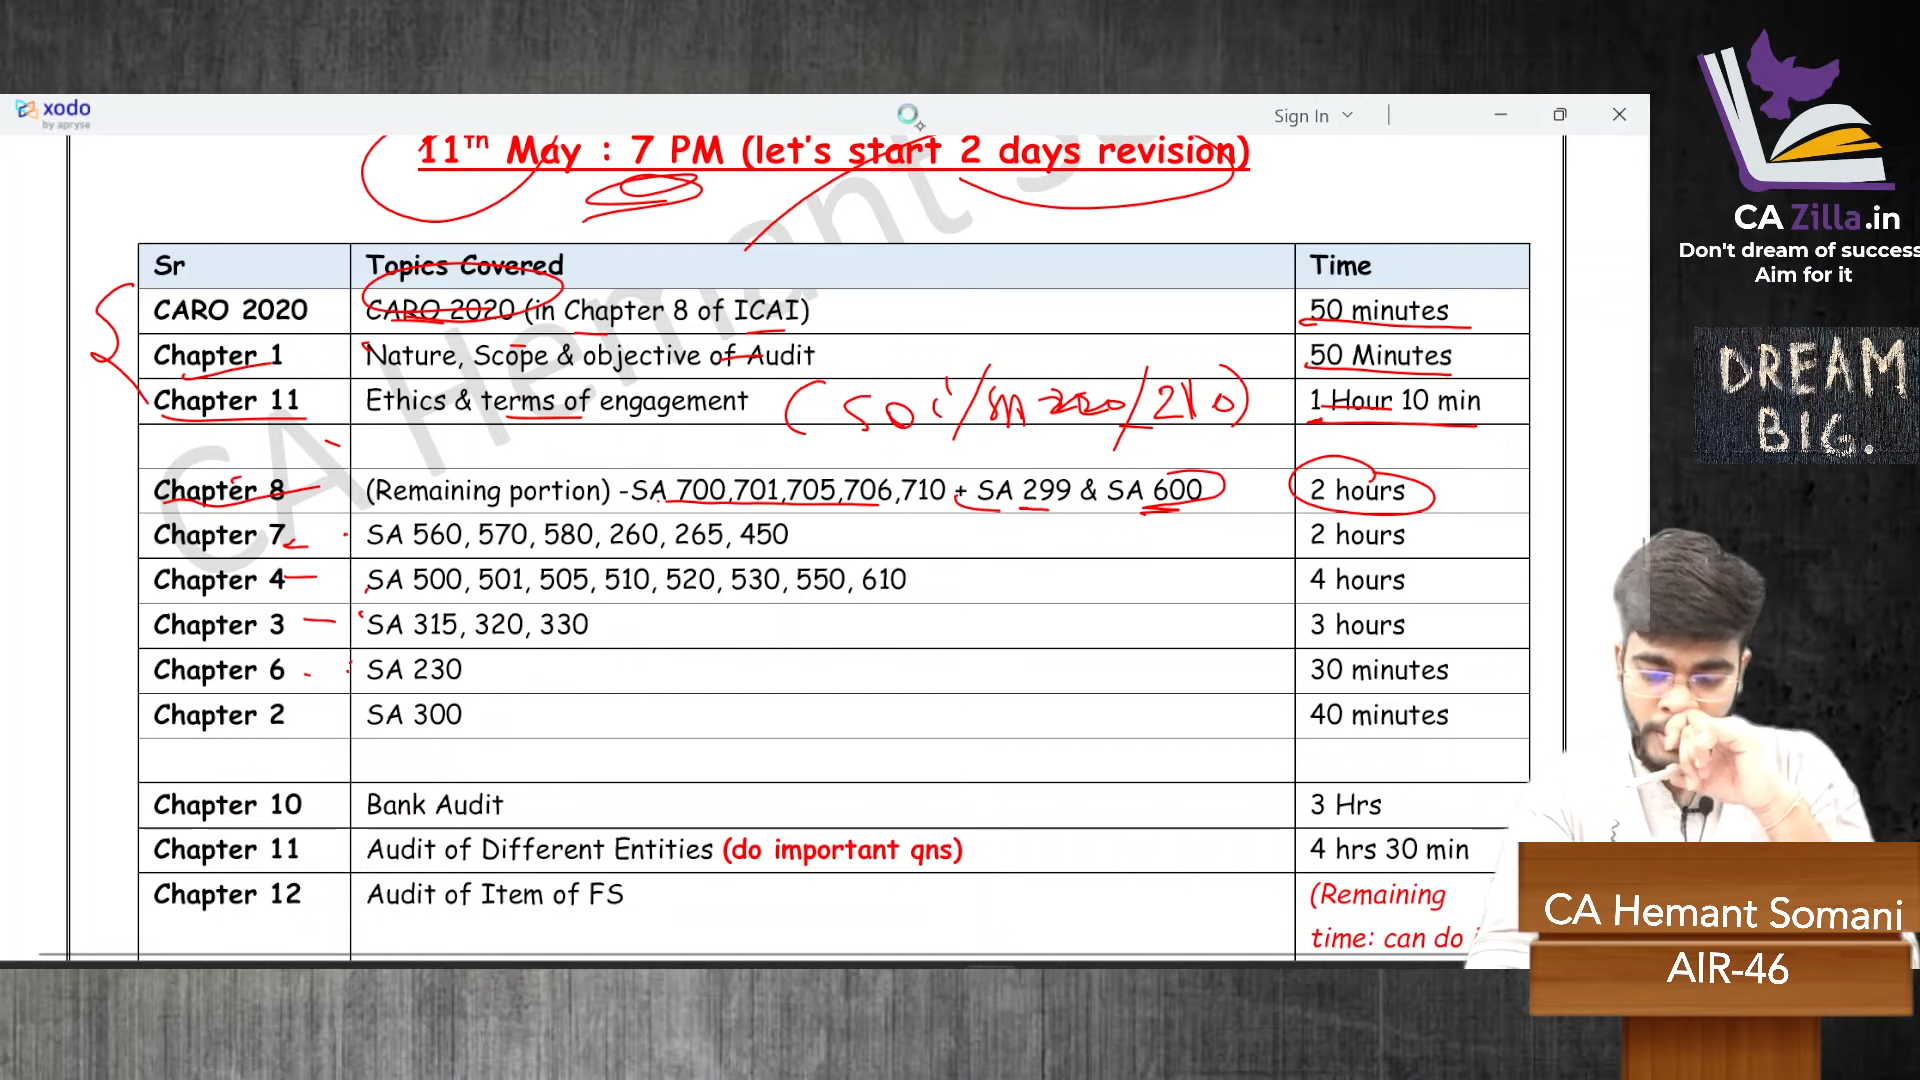 xodo
by apryse
Sign In
11th May : 7 PM (let's start 2 days revision)
Sr Topics Covered Time
CARO 2020 CARO 2020 (in Chapter 8 of ICAI) 50 minutes
Chapter 1 Nature, Scope & objective of Audit 50 Minutes
Chapter 11 Ethics & terms of engagement 1 Hour 10 min
Chapter 8 (Remaining portion) -SA 700,701,705,706,710 + SA 299 & SA 600 2 hours
Chapter 7 SA 560, 570, 580, 260, 265, 450 2 hours
Chapter 4 SA 500, 501, 505, 510, 520, 530, 550, 610 4 hours
Chapter 3 SA 315, 320, 330 3 hours
Chapter 6 SA 230 30 minutes
Chapter 2 SA 300 40 minutes
Chapter 10 Bank Audit 3 Hrs
Chapter 11 Audit of Different Entities (do important qns) 4 hrs 30 min
Chapter 12 Audit of Item of FS (Remaining
time: can do
CA Hemant
CA Zilla.in
Don't dream of success
Aim for it
DREAM
BIG.
CA Hemant Somani
AIR-46